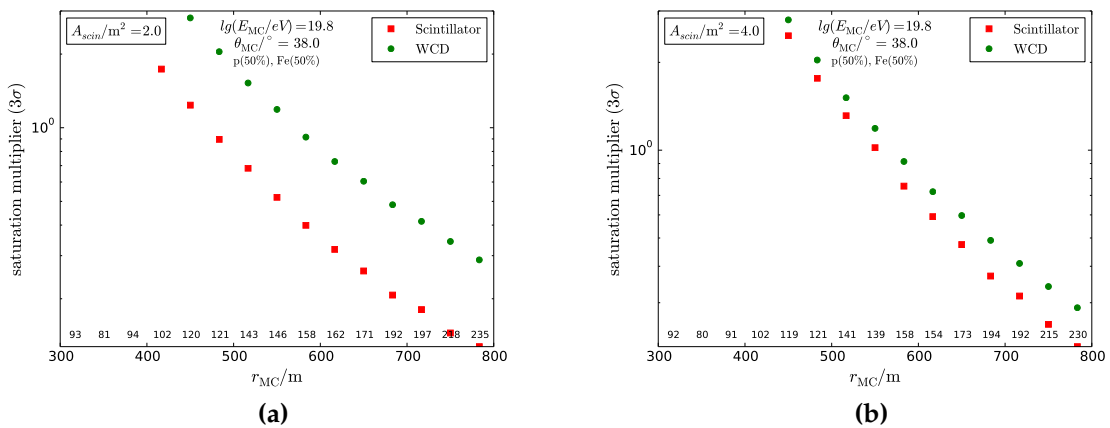 A_scin/m² = 2.0
lg(E_MC/eV) = 19.8
θ_MC/° = 38.0
p(50%), Fe(50%)
Scintillator
WCD
saturation multiplier (3σ)
10⁰
93 81 94 102 120 121 143 146 158 162 171 192 197 218 235
300 400 500 600 700 800
r_MC/m
(a)
A_scin/m² = 4.0
lg(E_MC/eV) = 19.8
θ_MC/° = 38.0
p(50%), Fe(50%)
Scintillator
WCD
saturation multiplier (3σ)
10⁰
92 80 91 102 119 121 141 139 158 154 173 194 192 215 230
300 400 500 600 700 800
r_MC/m
(b)